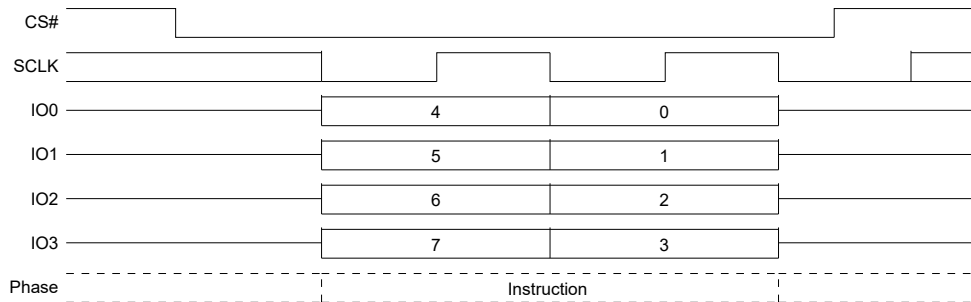 CS#
SCLK
IO0 4 0
IO1 5 1
IO2 6 2
IO3 7 3
Phase Instruction